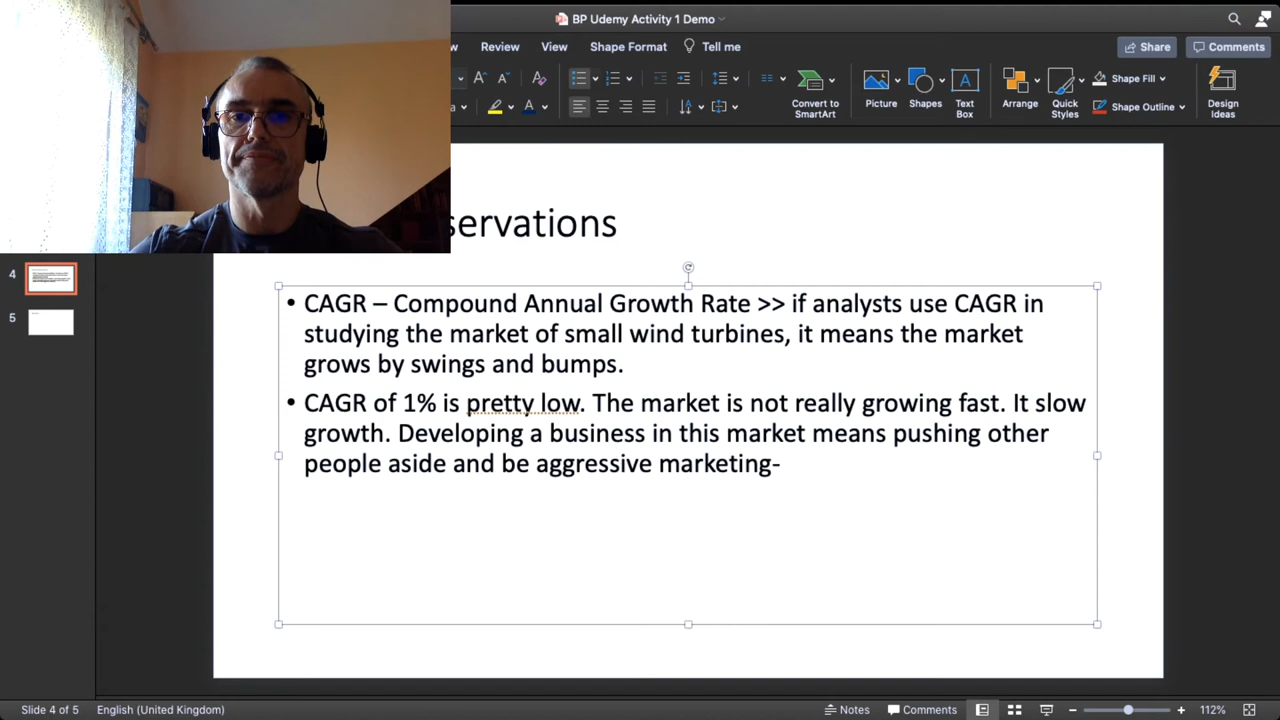 BP Udemy Activity 1 Demo
w Review View Shape Format Tell me
Share Comments
Convert to SmartArt
Picture Shapes Text Box Arrange Quick Styles Shape Fill Shape Outline Design Ideas
servations
4
5
• CAGR – Compound Annual Growth Rate >> if analysts use CAGR in
studying the market of small wind turbines, it means the market
grows by swings and bumps.
• CAGR of 1% is pretty low. The market is not really growing fast. It slow
growth. Developing a business in this market means pushing other
people aside and be aggressive marketing-
Slide 4 of 5 English (United Kingdom) Notes Comments 112%